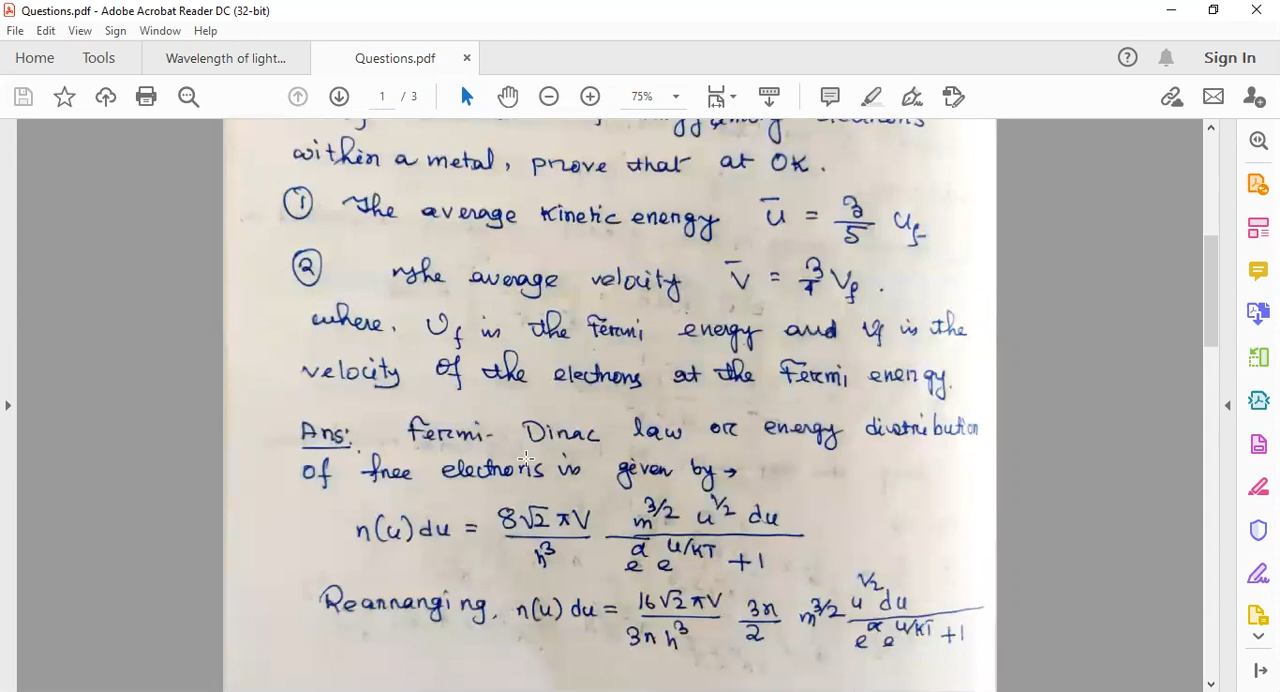 Questions.pdf - Adobe Acrobat Reader DC (32-bit)
File Edit View Sign Window Help
Home Tools Wavelength of light... Questions.pdf × Sign In
1 / 3 75%
electrons
within a metal, prove that at 0K.
① The average kinetic energy ū = 3/5 u_f
② The average velocity v̄ = 3/4 v_f .
where, U_f is the Fermi energy and v_f is the
velocity of the electrons at the Fermi energy.
Ans: Fermi- Dirac law or energy distribution
of free electrons is given by →
n(u) du = 8√2 πV / h³ · m^3/2 u^1/2 du / e^α e^u/KT + 1
Rearranging, n(u) du = 16√2 πV / 3n h³ · 3n / 2 · m^3/2 u^1/2 du / e^α e^u/KT + 1